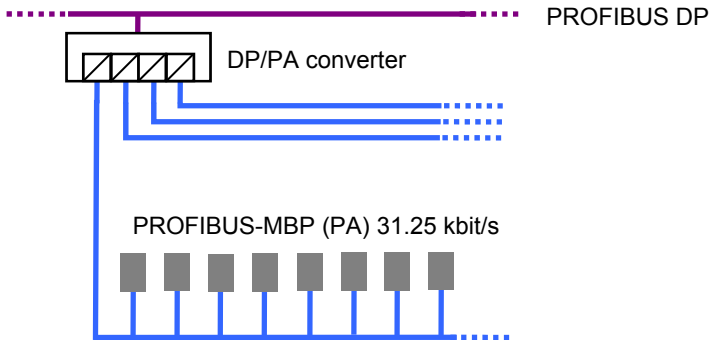 PROFIBUS DP
DP/PA converter
PROFIBUS-MBP (PA) 31.25 kbit/s